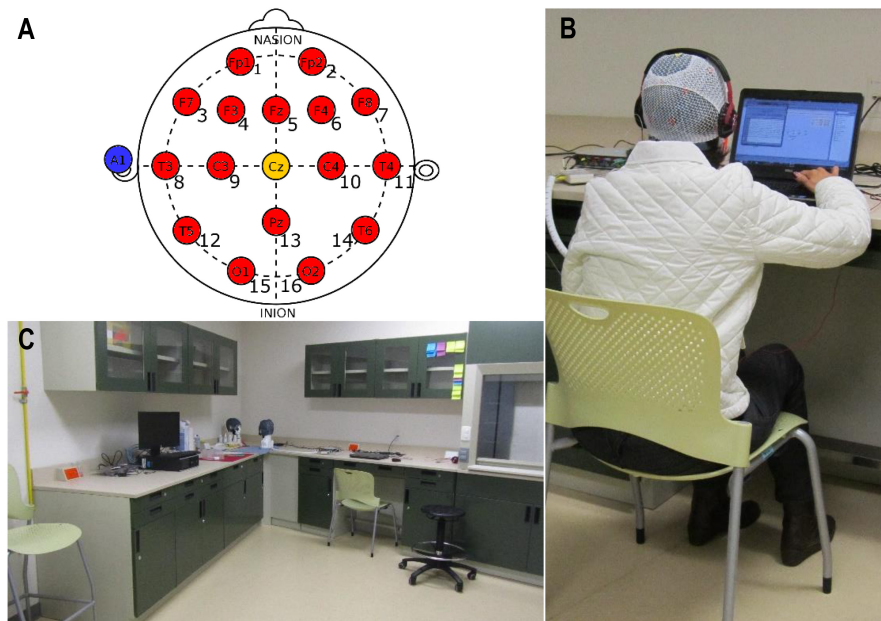 A
NASION
Fp1 1 Fp2 2
F7 3 F3 4 Fz 5 F4 6 F8 7
A1 T3 8 C3 9 Cz C4 10 T4 11
T5 12 Pz 13 14 T6
O1 15 16 O2
INION
B
C